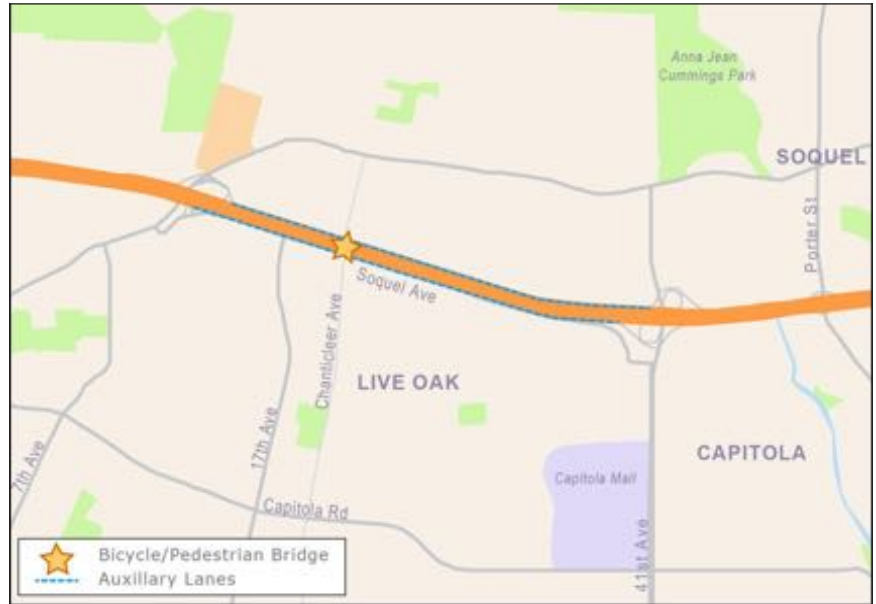 Anna Jean
Cummings Park
SOQUEL
Porter St
Soquel Ave
Chanticleer Ave
LIVE OAK
17th Ave
7th Ave
CAPITOLA
Capitola Mall
Capitola Rd
41st Ave
Bicycle/Pedestrian Bridge
Auxillary Lanes